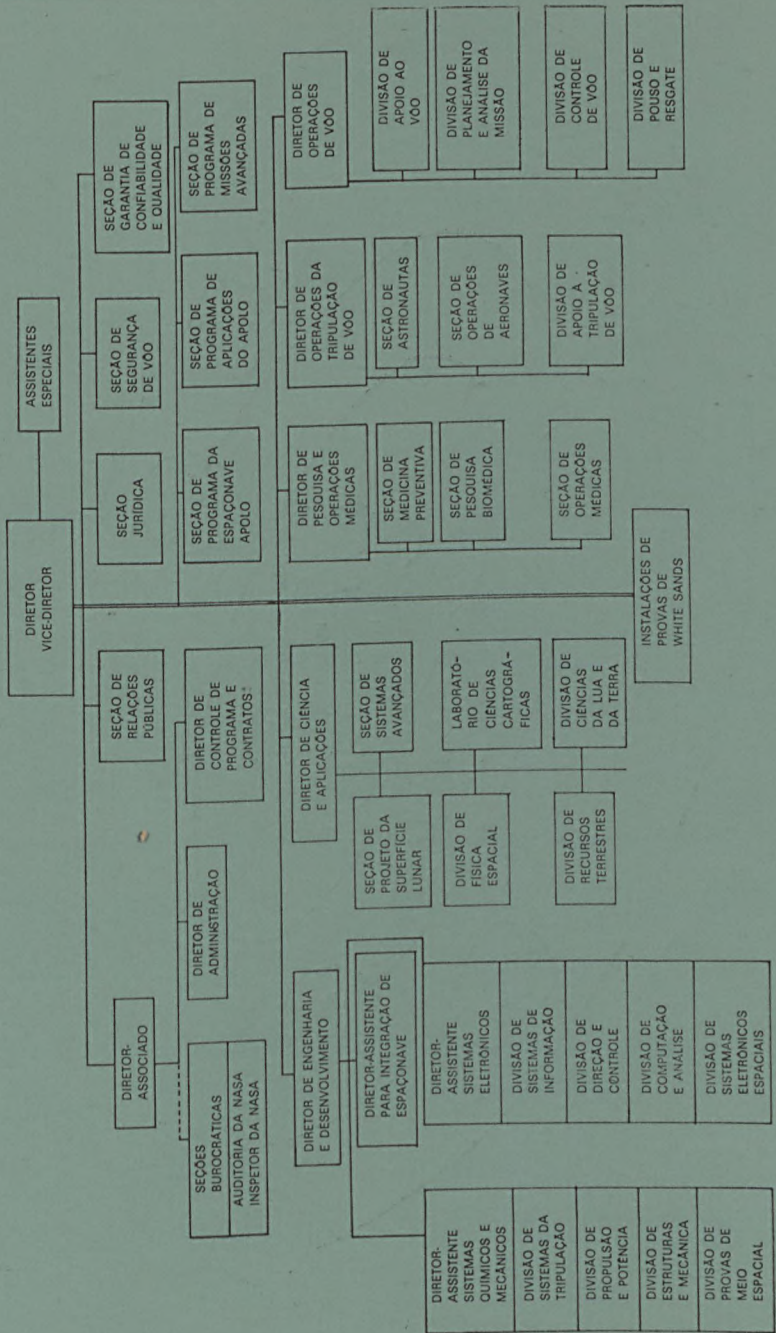 DIRETOR
VICE-DIRETOR
ASSISTENTES
ESPECIAIS
DIRETOR-
ASSOCIADO
SEÇÃO DE
RELAÇÕES
PÚBLICAS
SEÇÃO
JURÍDICA
SEÇÃO DE
SEGURANÇA
DE VÔO
SEÇÃO DE
GARANTIA DE
CONFIABILIDADE
E QUALIDADE
SEÇÕES
BUROCRÁTICAS
AUDITORIA DA NASA
INSPETOR DA NASA
DIRETOR DE
ADMINISTRAÇÃO
DIRETOR DE
CONTROLE DE
PROGRAMA E
CONTRATOS
SEÇÃO DE
PROGRAMA DA
ESPAÇONAVE
APOLO
SEÇÃO DE
PROGRAMA DE
APLICAÇÕES
DO APOLO
SEÇÃO DE
PROGRAMA DE
MISSÕES
AVANÇADAS
DIRETOR DE ENGENHARIA
E DESENVOLVIMENTO
DIRETOR DE CIÊNCIA
E APLICAÇÕES
DIRETOR DE
PESQUISA E
OPERAÇÕES
MÉDICAS
DIRETOR DE
OPERAÇÕES DA
TRIPULAÇÃO
DE VÔO
DIRETOR DE
OPERAÇÕES
DE VÔO
DIRETOR-ASSISTENTE
PARA INTEGRAÇÃO DE
ESPAÇONAVE
DIRETOR-
ASSISTENTE
SISTEMAS
QUÍMICOS E
MECÂNICOS
DIVISÃO DE
SISTEMAS DA
TRIPULAÇÃO
DIVISÃO DE
PROPULSÃO
E POTÊNCIA
DIVISÃO DE
ESTRUTURAS
E MECÂNICA
DIVISÃO DE
PROVAS DE
MEIO
ESPACIAL
DIRETOR-
ASSISTENTE
SISTEMAS
ELETRÔNICOS
DIVISÃO DE
SISTEMAS DE
INFORMAÇÃO
DIVISÃO DE
DIREÇÃO E
CONTROLE
DIVISÃO DE
COMPUTAÇÃO
E ANÁLISE
DIVISÃO DE
SISTEMAS
ELETRÔNICOS
ESPACIAIS
SEÇÃO DE
PROJETO DA
SUPERFÍCIE
LUNAR
DIVISÃO DE
FÍSICA
ESPACIAL
DIVISÃO DE
RECURSOS
TERRESTRES
SEÇÃO DE
SISTEMAS
AVANÇADOS
LABORATÓ-
RIO DE
CIÊNCIAS
CARTOGRÁ-
FICAS
DIVISÃO DE
CIÊNCIAS
DA LUA E
DA TERRA
SEÇÃO DE
MEDICINA
PREVENTIVA
SEÇÃO DE
PESQUISA
BIOMÉDICA
SEÇÃO DE
OPERAÇÕES
MÉDICAS
SEÇÃO DE
ASTRONAUTAS
SEÇÃO DE
OPERAÇÕES
DE
AERONAVES
DIVISÃO DE
APOIO À
TRIPULAÇÃO
DE VÔO
DIVISÃO DE
APOIO AO
VÔO
DIVISÃO DE
PLANEJAMENTO
E ANÁLISE DA
MISSÃO
DIVISÃO DE
CONTROLE
DE VÔO
DIVISÃO DE
POUSO E
RESGATE
INSTALAÇÕES DE
PROVAS DE
WHITE SANDS